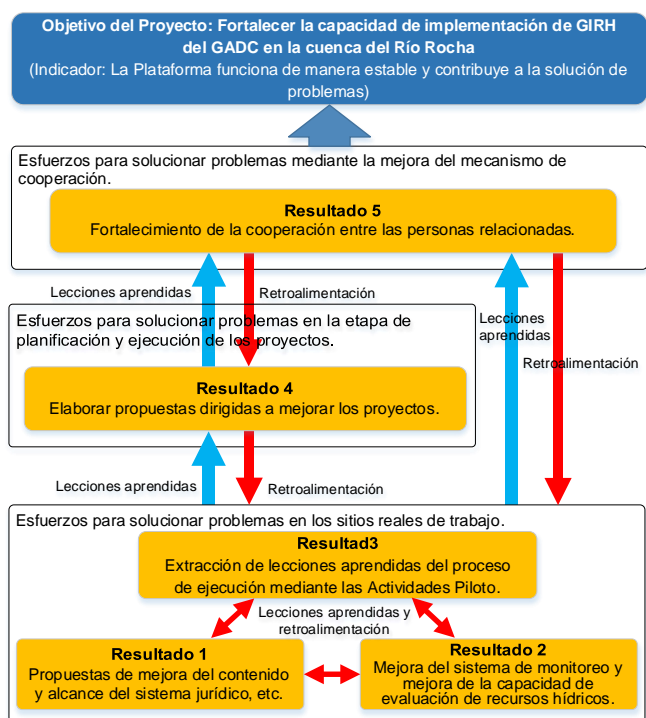 Objetivo del Proyecto: Fortalecer la capacidad de implementación de GIRH
del GADC en la cuenca del Río Rocha
(Indicador: La Plataforma funciona de manera estable y contribuye a la solución de
problemas)
Esfuerzos para solucionar problemas mediante la mejora del mecanismo de
cooperación.
Resultado 5
Fortalecimiento de la cooperación entre las personas relacionadas.
Lecciones aprendidas
Retroalimentación
Lecciones
aprendidas
Retroalimentación
Esfuerzos para solucionar problemas en la etapa de
planificación y ejecución de los proyectos.
Resultado 4
Elaborar propuestas dirigidas a mejorar los proyectos.
Lecciones aprendidas
Retroalimentación
Esfuerzos para solucionar problemas en los sitios reales de trabajo.
Resultad3
Extracción de lecciones aprendidas del proceso
de ejecución mediante las Actividades Piloto.
Lecciones aprendidas y
retroalimentación
Resultado 1
Propuestas de mejora del contenido
y alcance del sistema jurídico, etc.
Resultado 2
Mejora del sistema de monitoreo y
mejora de la capacidad de
evaluación de recursos hídricos.